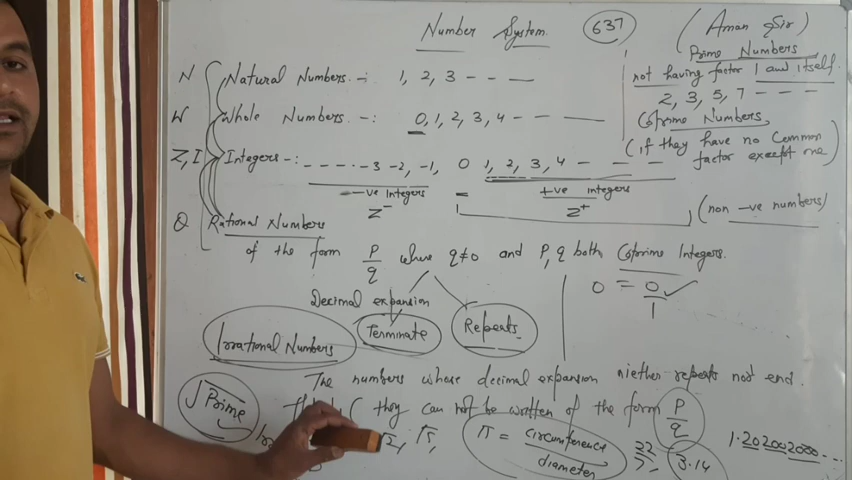 Number System
637
(Aman Sir)
N Natural Numbers -: 1, 2, 3 - - -
W Whole Numbers -: 0, 1, 2, 3, 4 - - -
Z, I Integers -: - - - - -3 -2, -1, 0 1, 2, 3, 4 - - -
-ve Integers +ve integers
Z⁻ Z⁺
(non -ve numbers)
Prime Numbers
not having factor 1 and itself.
2, 3, 5, 7 - - -
Coprime Numbers,
(if they have no Common
factor except one)
Q Rational Numbers
of the form P/q where q≠0 and P, q both Coprime Integers.
0 = 0/1 ✓
Decimal expansion
Terminate Repeats
Irrational Numbers
The numbers whose decimal expansion niether repeats nor end.
(they can not be written of the form P/q
√Prime
√2, √5,
π = circumference/diameter
22/7, 3.14
1.202002000...